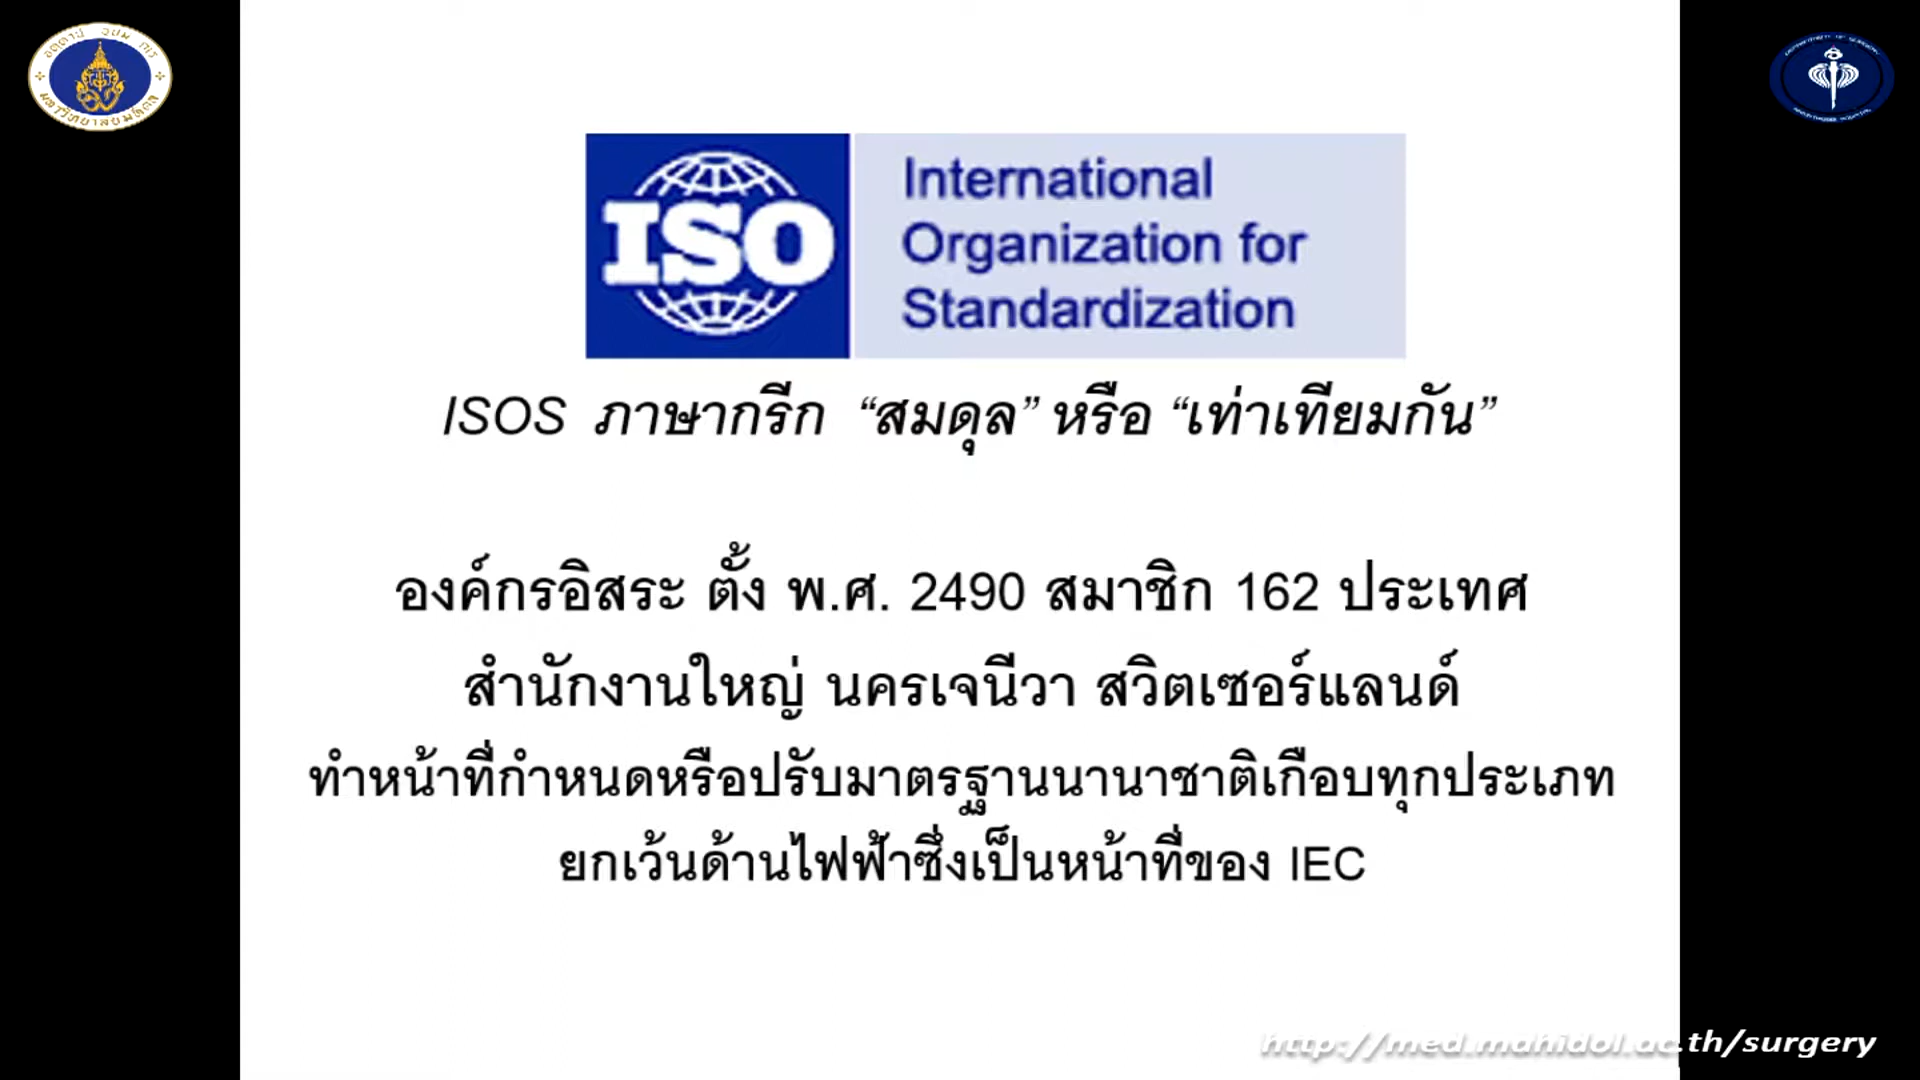 ISO
International
Organization for
Standardization
ISOS ภาษากรีก “สมดุล” หรือ “เท่าเทียมกัน”
องค์กรอิสระ ตั้ง พ.ศ. 2490 สมาชิก 162 ประเทศ
สำนักงานใหญ่ นครเจนีวา สวิตเซอร์แลนด์
ทำหน้าที่กำหนดหรือปรับมาตรฐานนานาชาติเกือบทุกประเภท
ยกเว้นด้านไฟฟ้าซึ่งเป็นหน้าที่ของ IEC
http://med.mahidol.ac.th/surgery